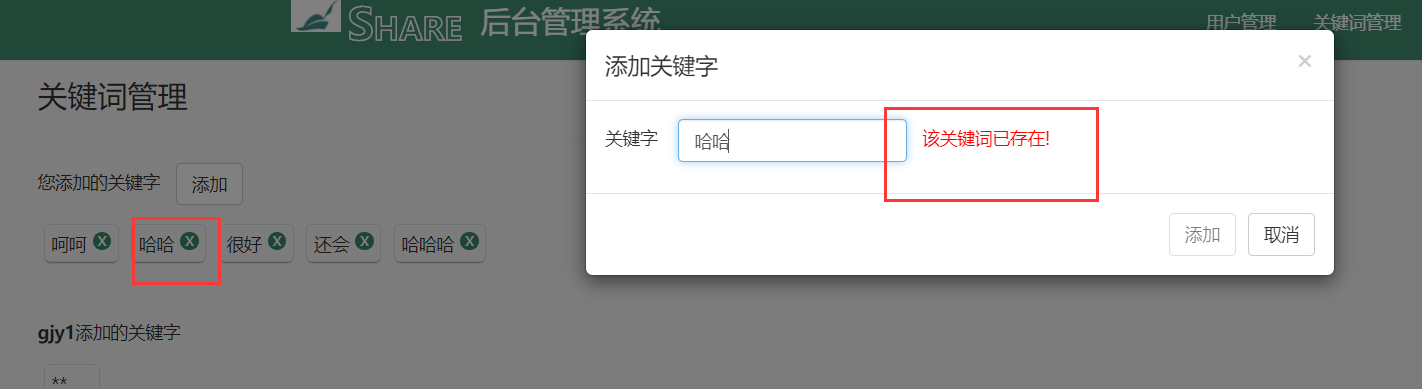 SHARE 后台管理系统
用户管理 关键词管理
关键词管理
您添加的关键字 添加
呵呵 X 哈哈 X 很好 X 还会 X 哈哈哈 X
gjy1添加的关键字
**
添加关键字 ×
关键字 哈哈 该关键词已存在!
添加 取消